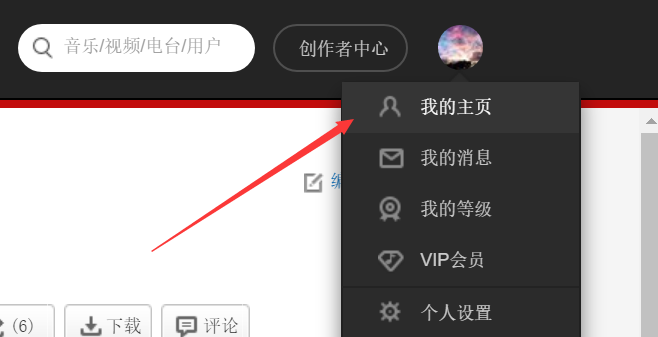 音乐/视频/电台/用户
创作者中心
我的主页
我的消息
我的等级
VIP会员
个人设置
(6)
下载
评论